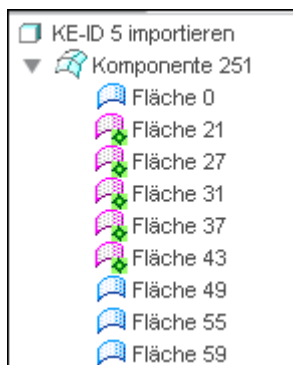 KE-ID 5 importieren
Komponente 251
Fläche 0
Fläche 21
Fläche 27
Fläche 31
Fläche 37
Fläche 43
Fläche 49
Fläche 55
Fläche 59